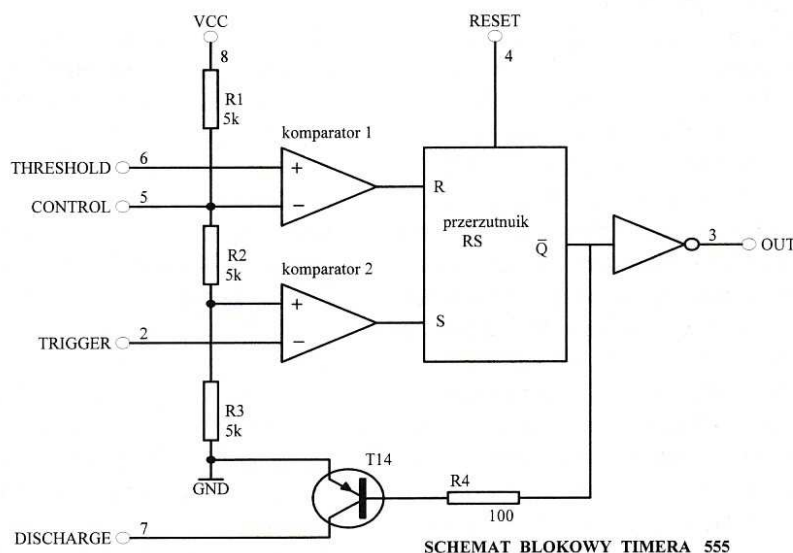 VCC
RESET
8
4
R1
5k
komparator 1
THRESHOLD
6
+
CONTROL
5
−
R
przerzutnuik
RS
Q̅
3
OUT
R2
5k
komparator 2
+
S
TRIGGER
2
−
R3
5k
T14
R4
GND
100
DISCHARGE
7
SCHEMAT BLOKOWY TIMERA 555